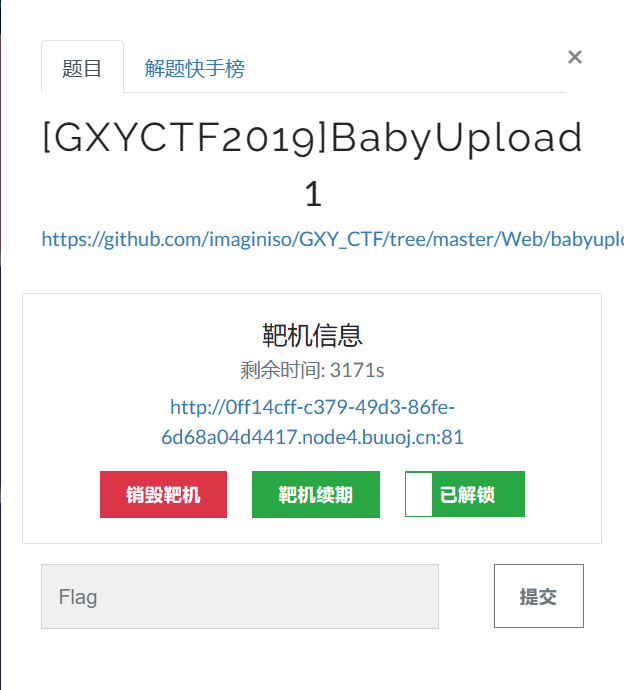 题目
解题快手榜
×
[GXYCTF2019]BabyUpload
1
https://github.com/imaginiso/GXY_CTF/tree/master/Web/babyuplo
靶机信息
剩余时间: 3171s
http://0ff14cff-c379-49d3-86fe-
6d68a04d4417.node4.buuoj.cn:81
销毁靶机
靶机续期
已解锁
Flag
提交